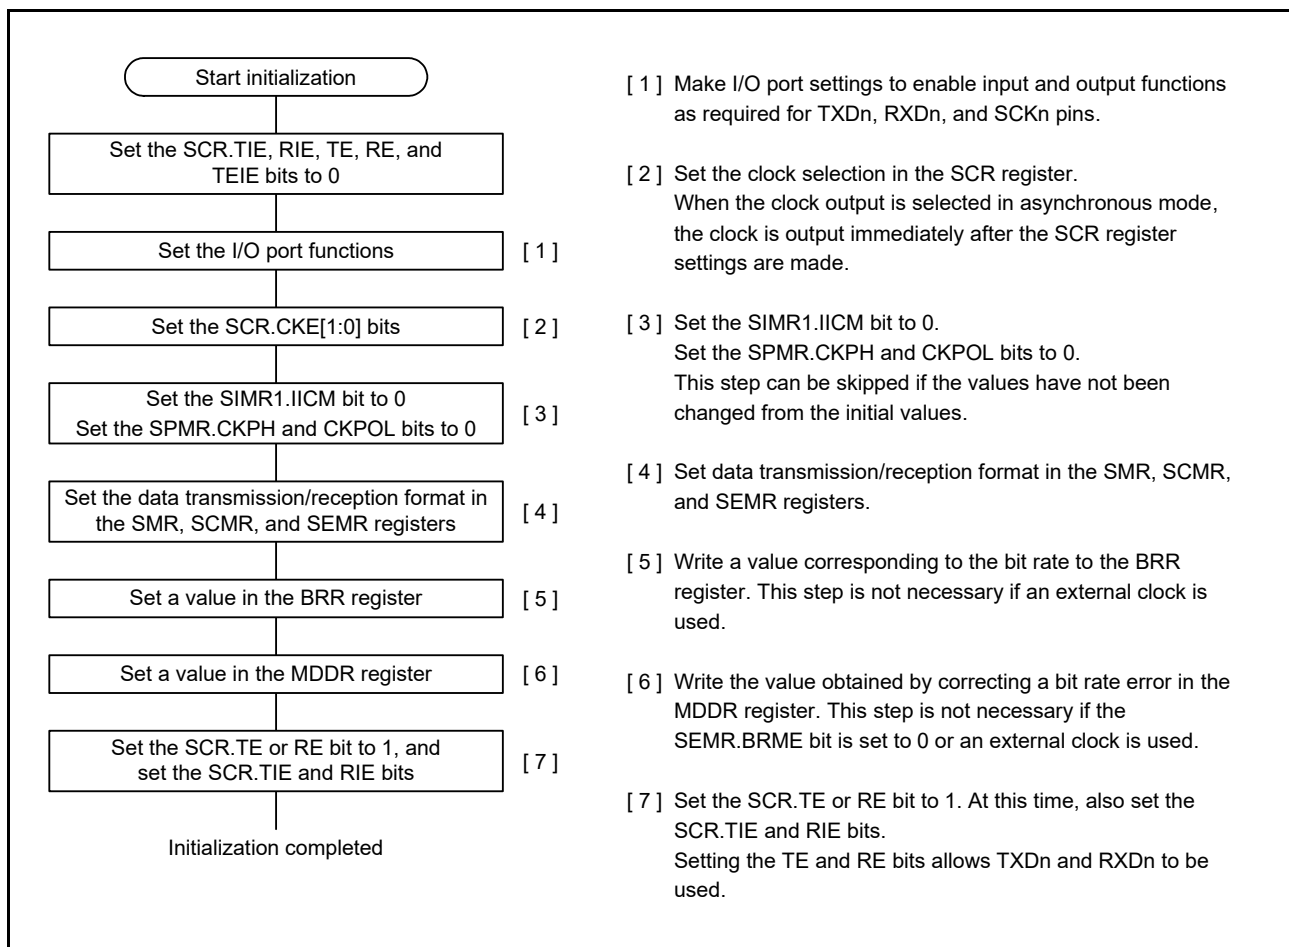 Start initialization
Set the SCR.TIE, RIE, TE, RE, and
TEIE bits to 0
Set the I/O port functions
[ 1 ]
Set the SCR.CKE[1:0] bits
[ 2 ]
Set the SIMR1.IICM bit to 0
Set the SPMR.CKPH and CKPOL bits to 0
[ 3 ]
Set the data transmission/reception format in
the SMR, SCMR, and SEMR registers
[ 4 ]
Set a value in the BRR register
[ 5 ]
Set a value in the MDDR register
[ 6 ]
Set the SCR.TE or RE bit to 1, and
set the SCR.TIE and RIE bits
[ 7 ]
Initialization completed
[ 1 ] Make I/O port settings to enable input and output functions
as required for TXDn, RXDn, and SCKn pins.
[ 2 ] Set the clock selection in the SCR register.
When the clock output is selected in asynchronous mode,
the clock is output immediately after the SCR register
settings are made.
[ 3 ] Set the SIMR1.IICM bit to 0.
Set the SPMR.CKPH and CKPOL bits to 0.
This step can be skipped if the values have not been
changed from the initial values.
[ 4 ] Set data transmission/reception format in the SMR, SCMR,
and SEMR registers.
[ 5 ] Write a value corresponding to the bit rate to the BRR
register. This step is not necessary if an external clock is
used.
[ 6 ] Write the value obtained by correcting a bit rate error in the
MDDR register. This step is not necessary if the
SEMR.BRME bit is set to 0 or an external clock is used.
[ 7 ] Set the SCR.TE or RE bit to 1. At this time, also set the
SCR.TIE and RIE bits.
Setting the TE and RE bits allows TXDn and RXDn to be
used.